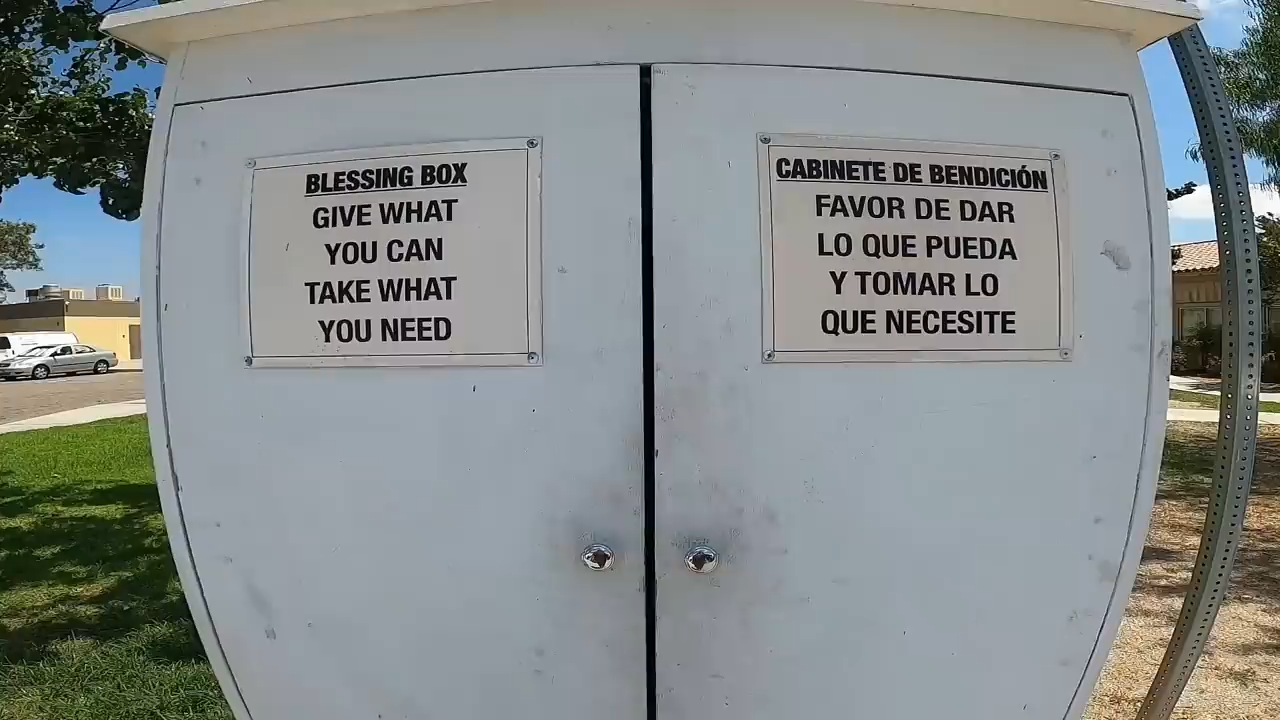 BLESSING BOX
GIVE WHAT
YOU CAN
TAKE WHAT
YOU NEED
CABINETE DE BENDICIÓN
FAVOR DE DAR
LO QUE PUEDA
Y TOMAR LO
QUE NECESITE